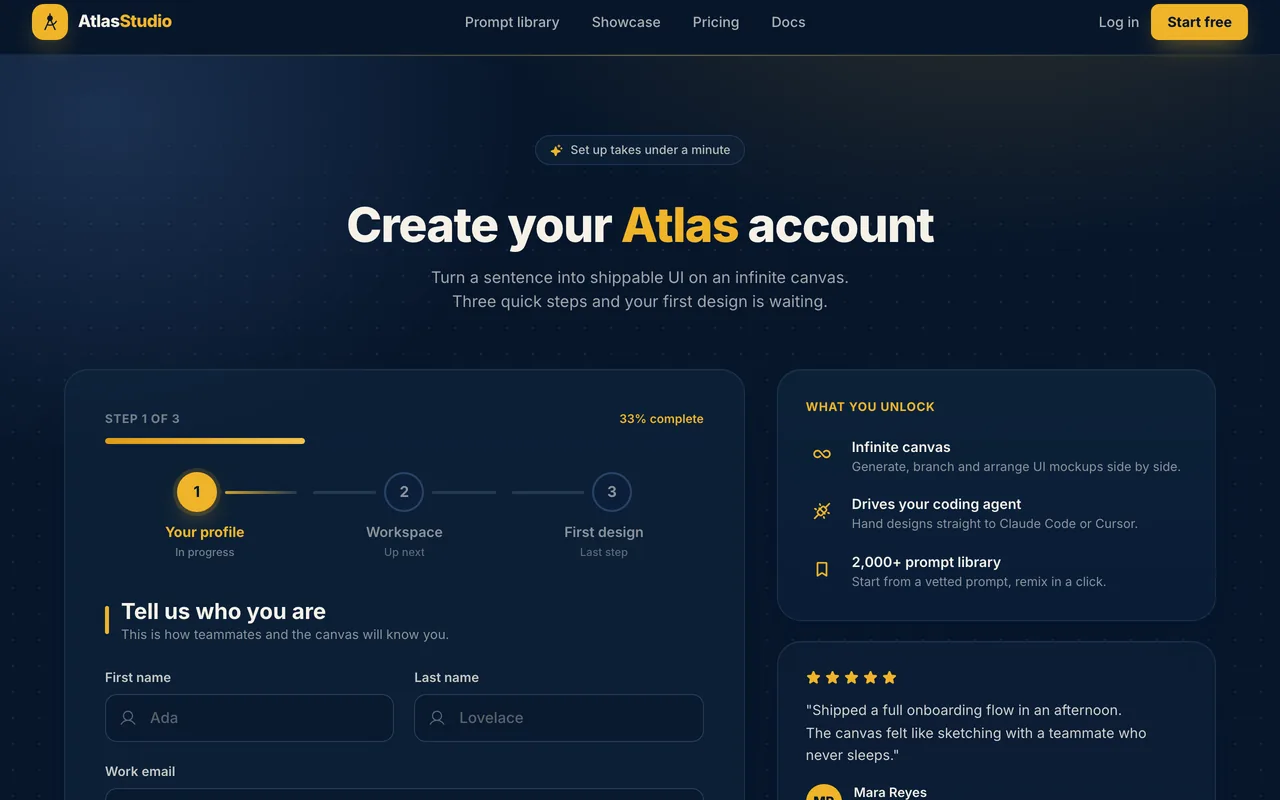 AtlasStudio
Prompt library
Showcase
Pricing
Docs
Log in
Start free
Set up takes under a minute
Create your Atlas account
Turn a sentence into shippable UI on an infinite canvas.
Three quick steps and your first design is waiting.
STEP 1 OF 3
33% complete
1
2
3
Your profile
Workspace
First design
In progress
Up next
Last step
Tell us who you are
This is how teammates and the canvas will know you.
First name
Last name
Ada
Lovelace
Work email
WHAT YOU UNLOCK
Infinite canvas
Generate, branch and arrange UI mockups side by side.
Drives your coding agent
Hand designs straight to Claude Code or Cursor.
2,000+ prompt library
Start from a vetted prompt, remix in a click.
"Shipped a full onboarding flow in an afternoon.
The canvas felt like sketching with a teammate who
never sleeps."
MR
Mara Reyes